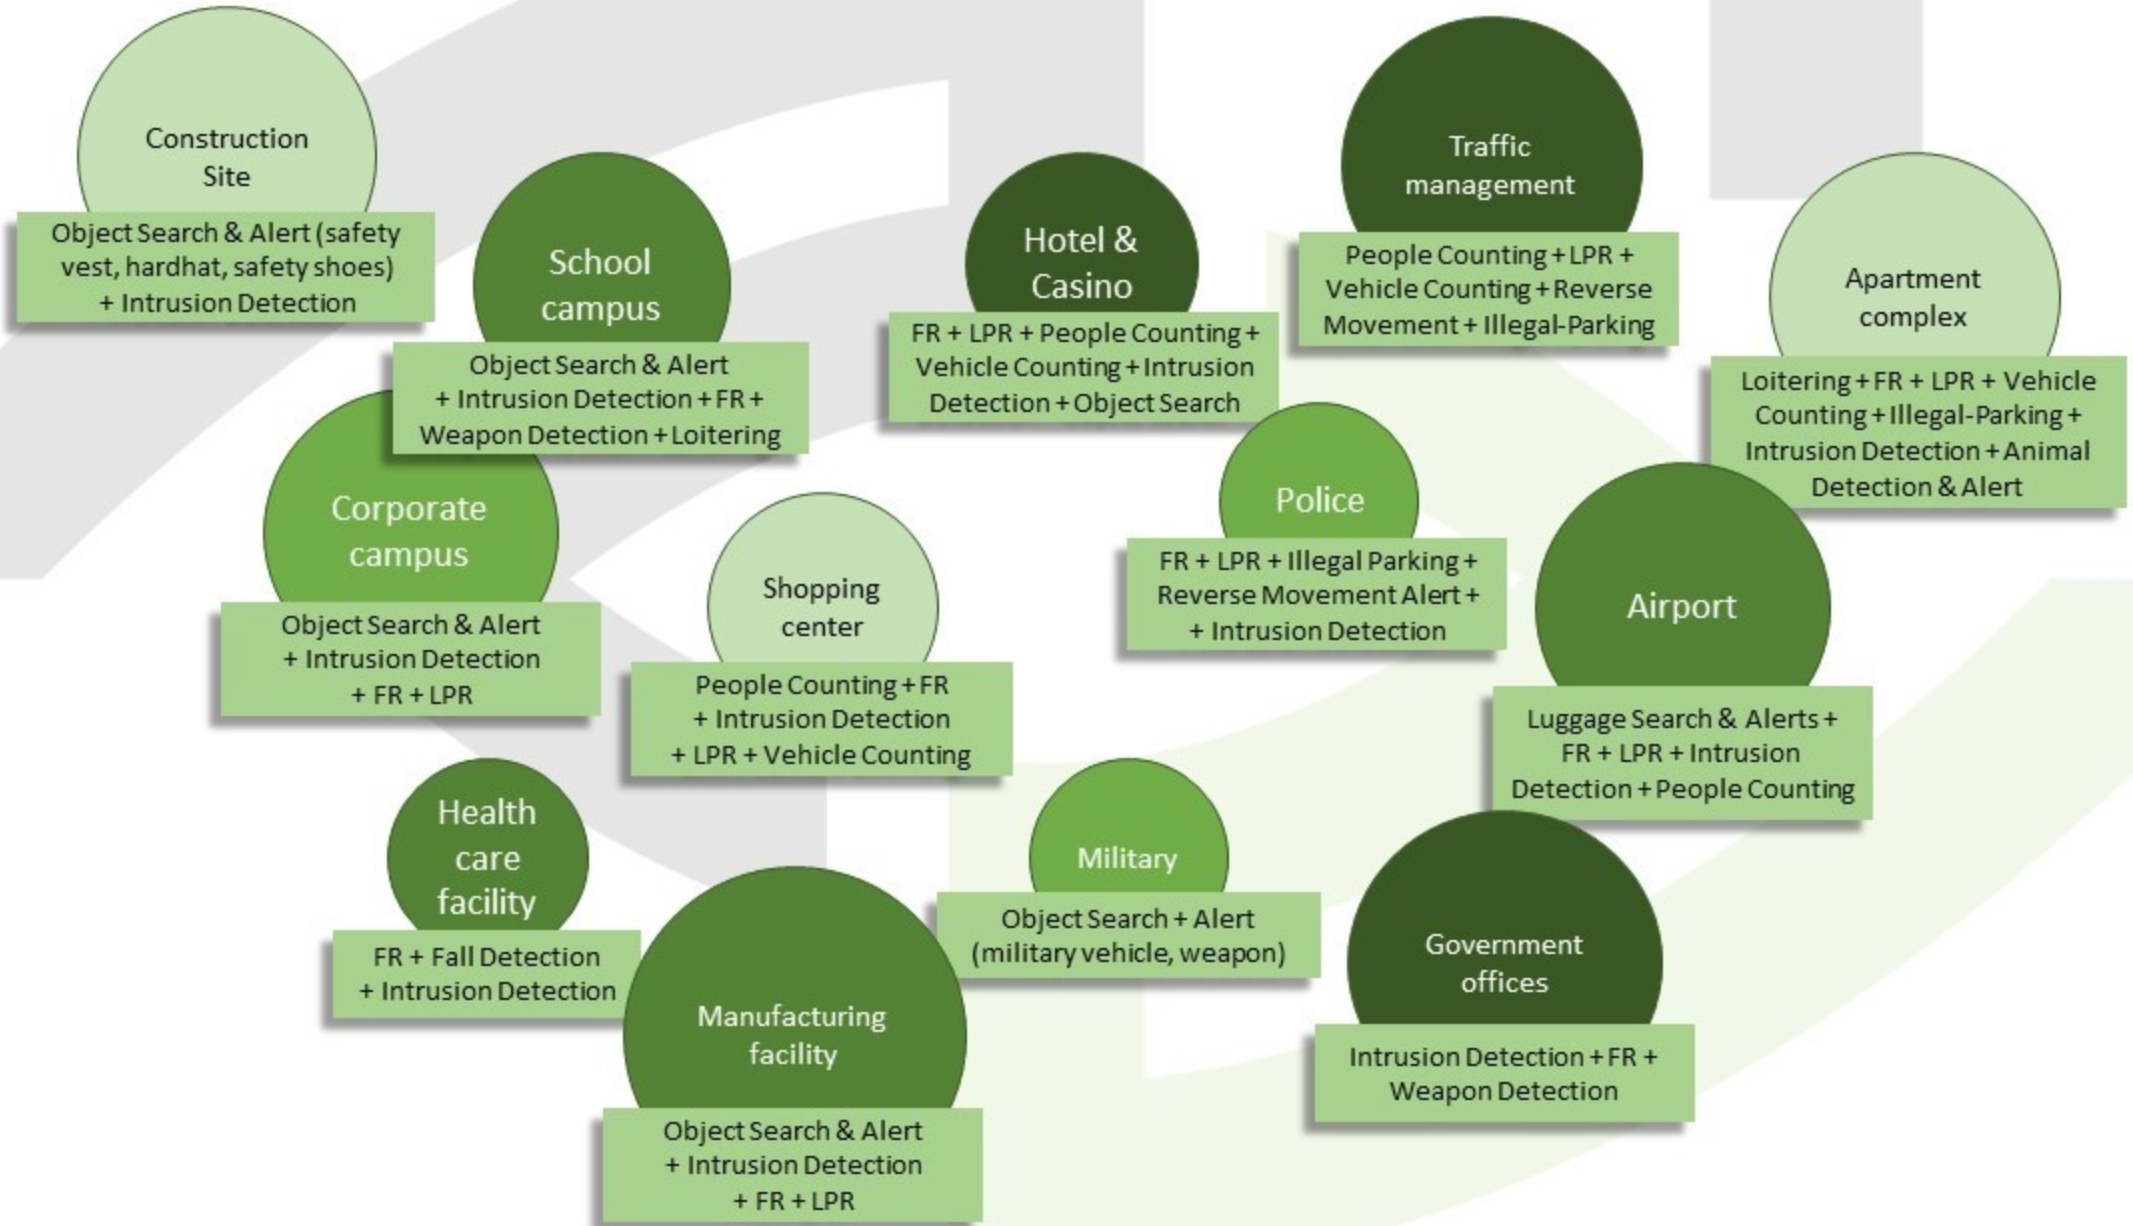 Construction
Site
Object Search & Alert (safety
vest, hardhat, safety shoes)
+ Intrusion Detection
School
campus
Object Search & Alert
+ Intrusion Detection + FR +
Weapon Detection + Loitering
Hotel &
Casino
FR + LPR + People Counting +
Vehicle Counting + Intrusion
Detection + Object Search
Traffic
management
People Counting + LPR +
Vehicle Counting + Reverse
Movement + Illegal-Parking
Apartment
complex
Loitering + FR + LPR + Vehicle
Counting + Illegal-Parking +
Intrusion Detection + Animal
Detection & Alert
Corporate
campus
Object Search & Alert
+ Intrusion Detection
+ FR + LPR
Shopping
center
People Counting + FR
+ Intrusion Detection
+ LPR + Vehicle Counting
Police
FR + LPR + Illegal Parking +
Reverse Movement Alert +
+ Intrusion Detection
Airport
Luggage Search & Alerts +
FR + LPR + Intrusion
Detection + People Counting
Health
care
facility
FR + Fall Detection
+ Intrusion Detection
Manufacturing
facility
Object Search & Alert
+ Intrusion Detection
+ FR + LPR
Military
Object Search + Alert
(military vehicle, weapon)
Government
offices
Intrusion Detection + FR +
Weapon Detection